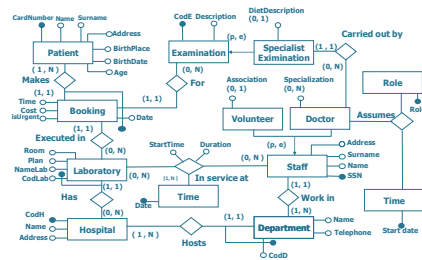 CardNumber Name Surname
CodE Description
DietDescription
(0, 1)
Address
BirthPlace
BirthDate
Age
Patient
Examination
(p, e)
Specialist
Eximination
(1, 1)
Carried out by
(1, N)
(0, N)
(0, N)
Makes
For
Association
(0, 1)
Specialization
(0, N)
Role
Role
(1, 1)
Time
Cost
isUrgent
Booking
(1, 1)
Date
Volunteer
Doctor
Assumes
(1, 1)
Executed in
(p, e)
Room
Plan
NameLab
CodLab
(0, N)
StartTime
Duration
Laboratory
(0, N)
(1, N)
In service at
(0, N)
Staff
Address
Surname
Name
SSN
Has
(1, 1)
Date
Time
(1, 1)
Work in
Time
Start date
CodH
Name
Address
(0, N)
Hospital
(1, N)
Hosts
(1, 1)
(1, N)
Department
Name
Telephone
CodD